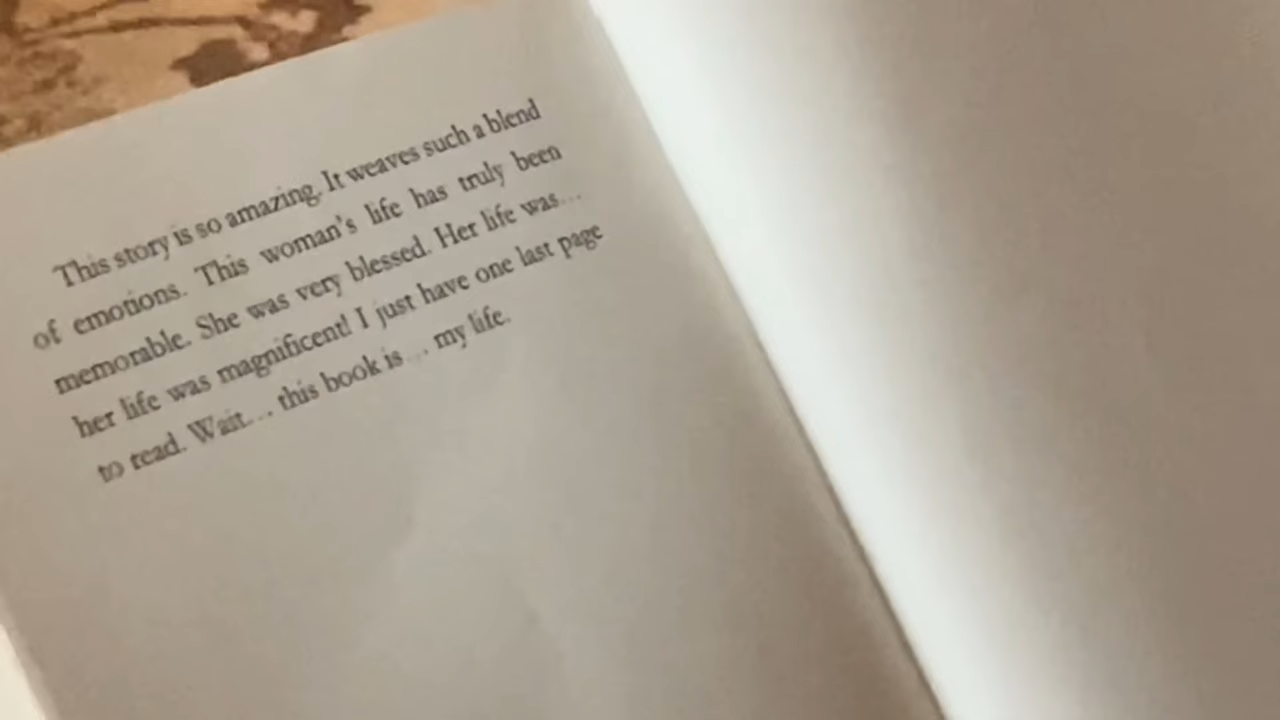 This story is so amazing. It weaves such a blend
of emotions. This woman's life has truly been
memorable. She was very blessed. Her life was...
her life was magnificent! I just have one last page
to read. Wait... this book is... my life.